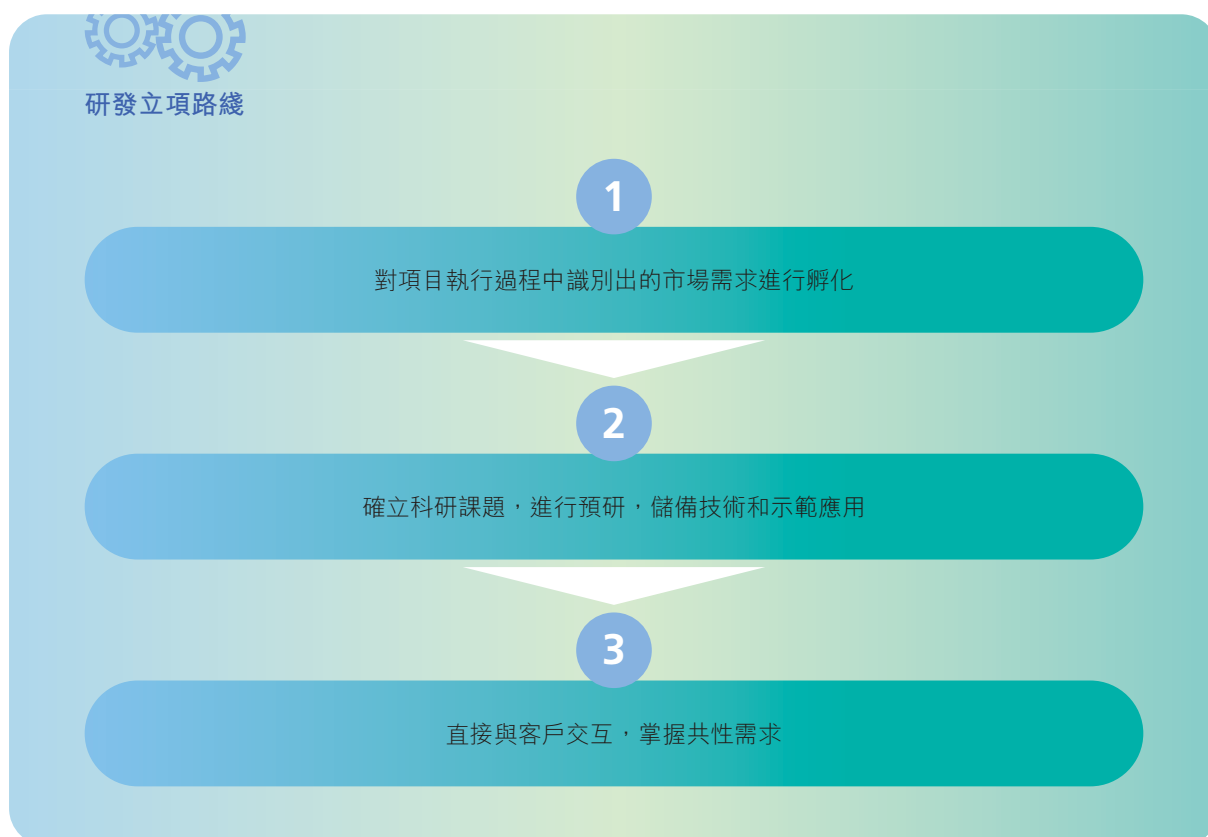 研發立項路綫
1
對項目執行過程中識別出的市場需求進行孵化
2
確立科研課題，進行預研，儲備技術和示範應用
3
直接與客戶交互，掌握共性需求